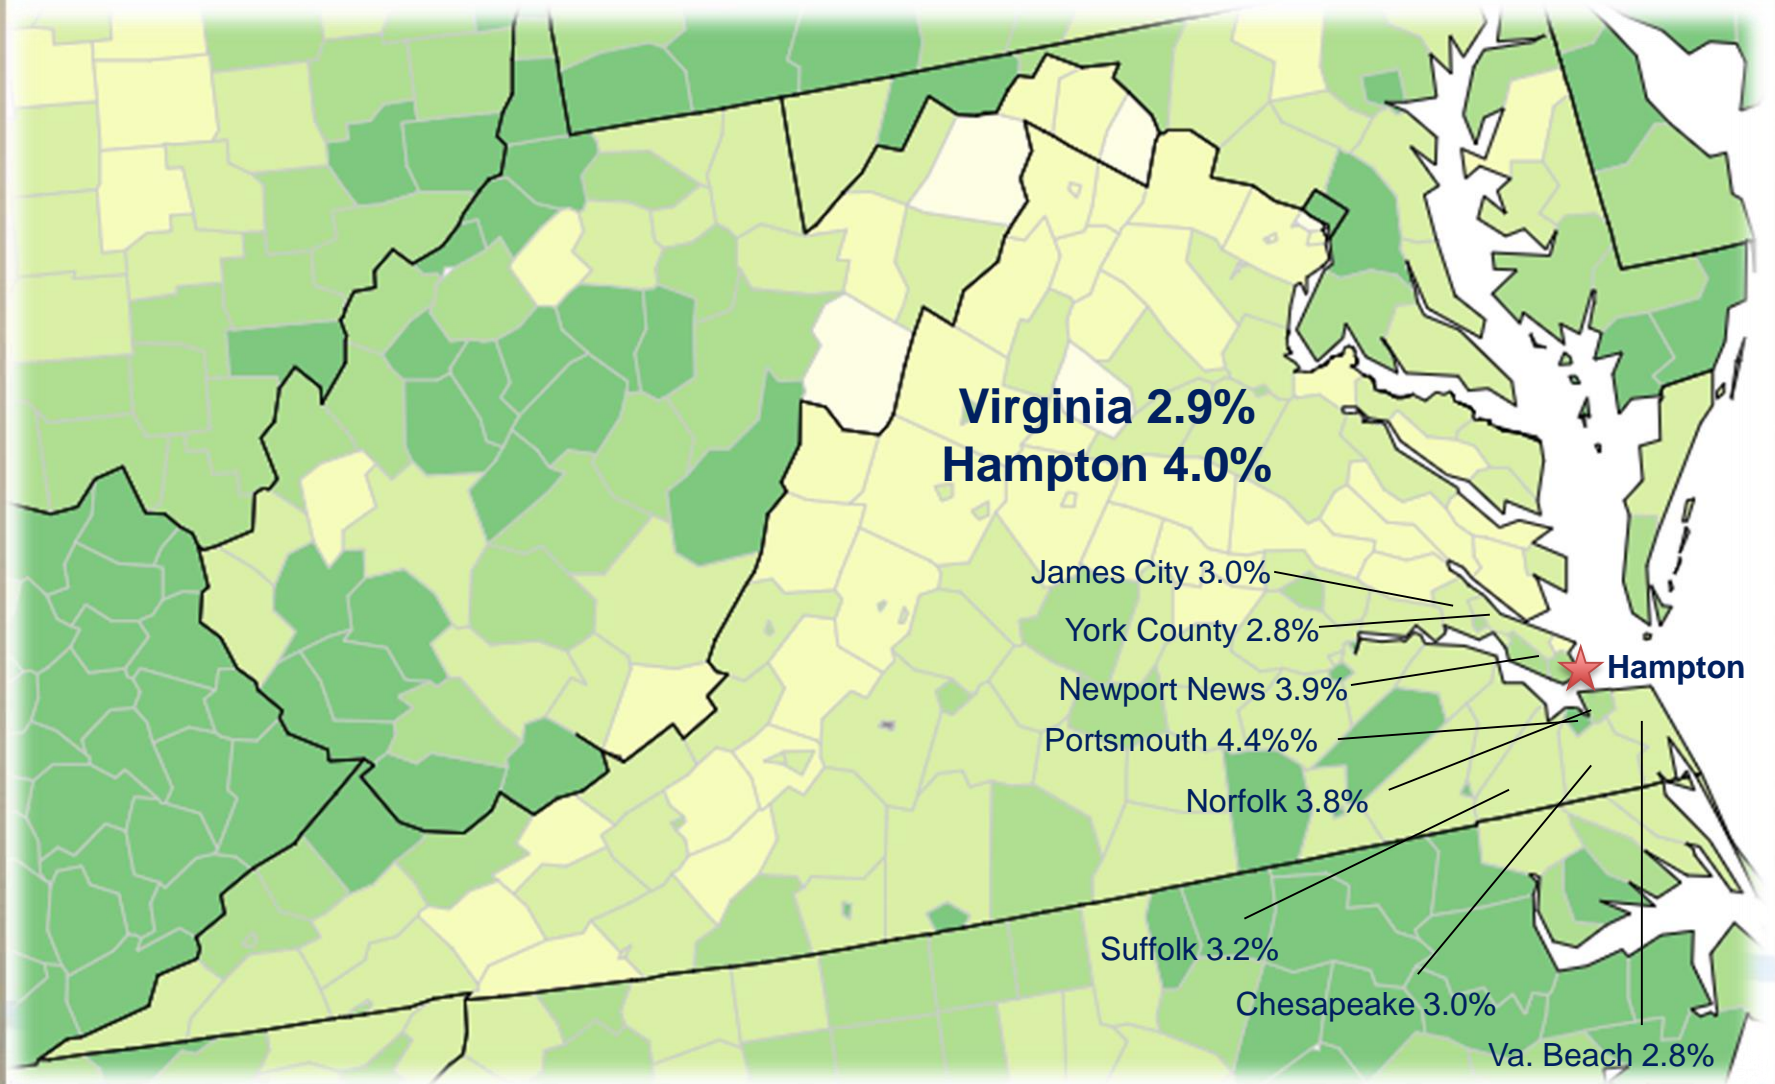 Virginia 2.9%
Hampton 4.0%
James City 3.0%
York County 2.8%
Hampton
Newport News 3.9%
Portsmouth 4.4%%
Norfolk 3.8%
Suffolk 3.2%
Chesapeake 3.0%
Va. Beach 2.8%